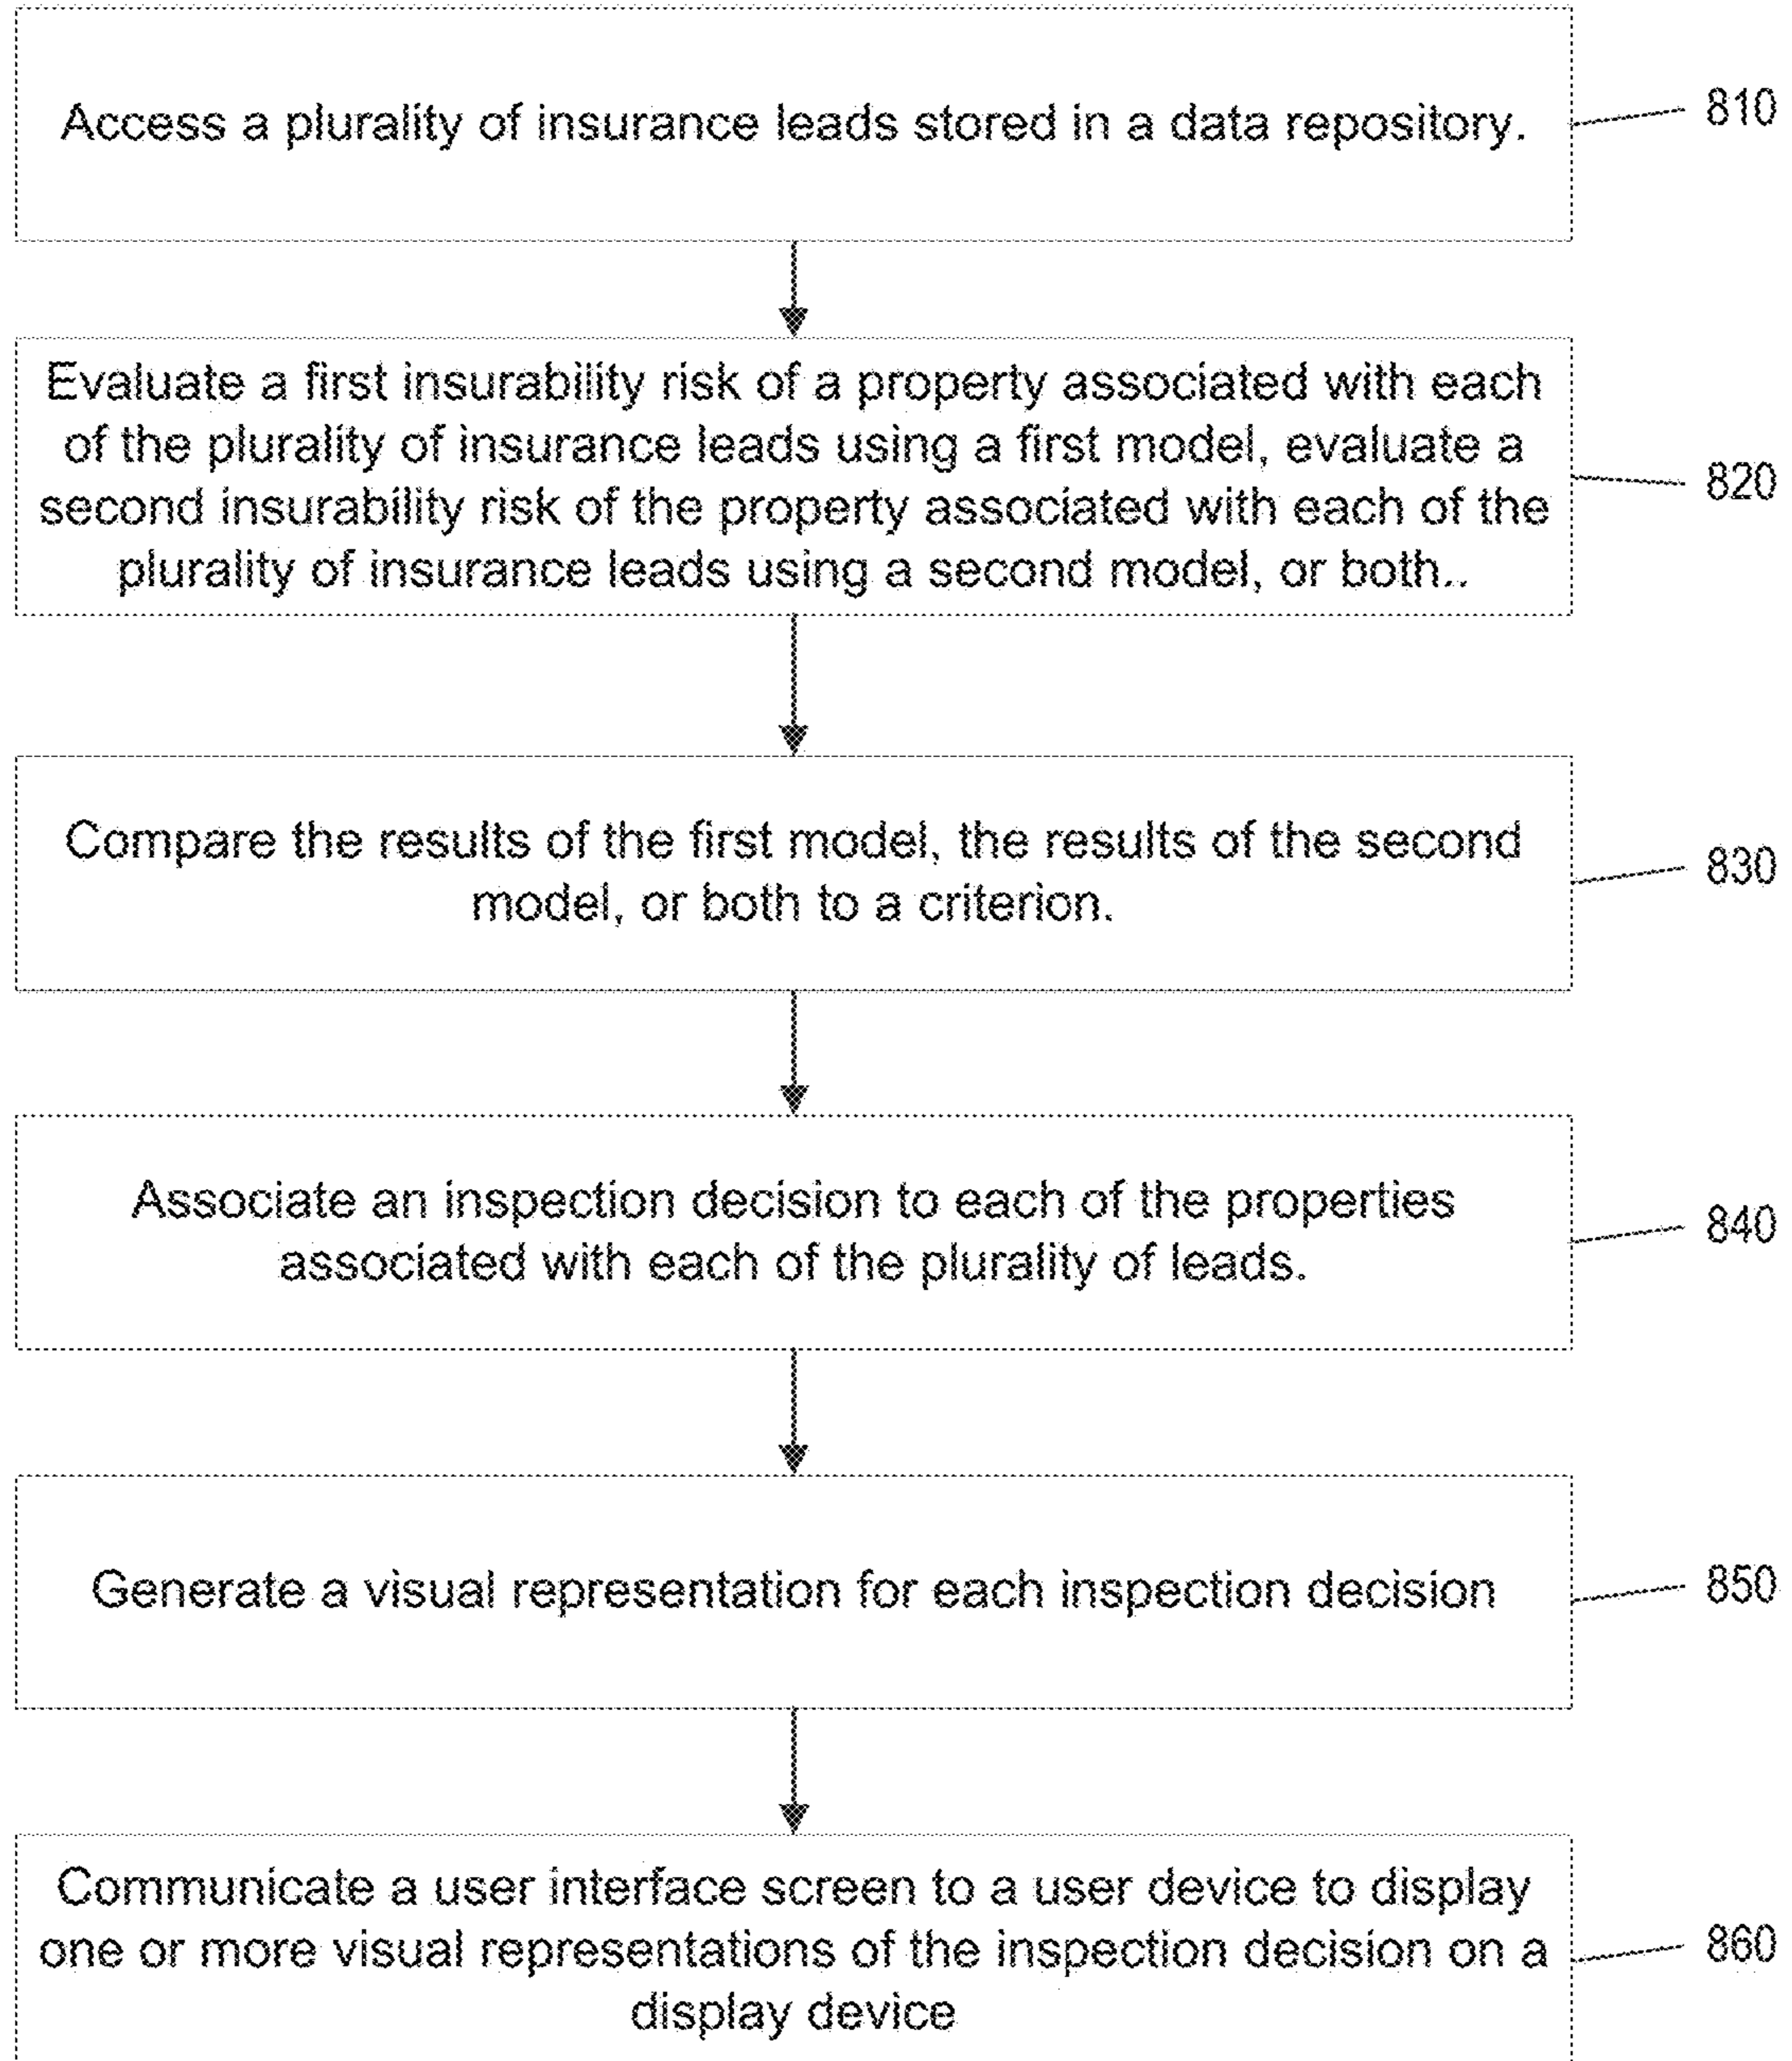 Access a plurality of insurance leads stored in a data repository.
810
Evaluate a first insurability risk of a property associated with each
of the plurality of insurance leads using a first model, evaluate a
second insurability risk of the property associated with each of the
plurality of insurance leads using a second model, or both..
820
Compare the results of the first model, the results of the second
model, or both to a criterion.
830
Associate an inspection decision to each of the properties
associated with each of the plurality of leads.
840
Generate a visual representation for each inspection decision
850
Communicate a user interface screen to a user device to display
one or more visual representations of the inspection decision on a
display device
860